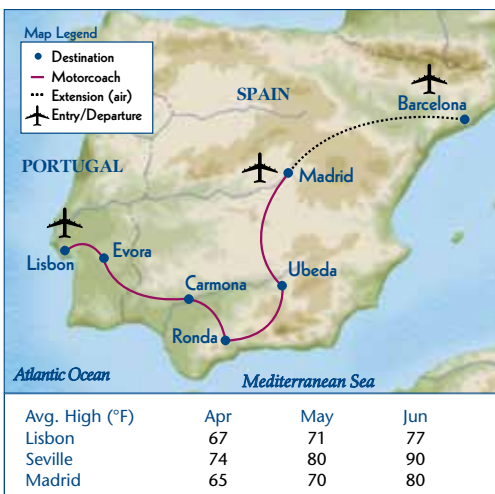 Map Legend
Destination
Motorcoach
Extension (air)
Entry/Departure
SPAIN
Barcelona
PORTUGAL
Madrid
Lisbon
Evora
Carmona
Ubeda
Ronda
Atlantic Ocean
Mediterranean Sea
Avg. High (°F) Apr May Jun
Lisbon 67 71 77
Seville 74 80 90
Madrid 65 70 80